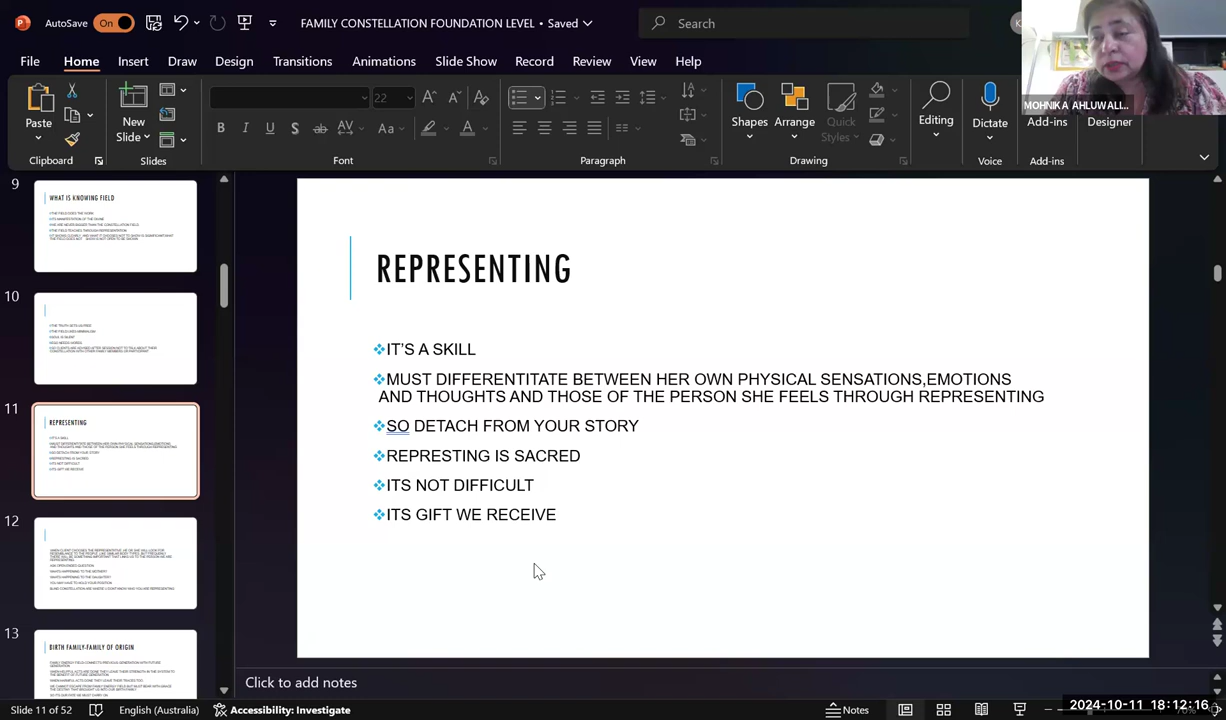 AutoSave On FAMILY CONSTELLATION FOUNDATION LEVEL • Saved Search K
File Home Insert Draw Design Transitions Animations Slide Show Record Review View Help
MOHNIKA AHLUWALI...
Paste New Slide 22 Shapes Arrange Quick Styles Editing Dictate Add-ins Designer
B I U S ab AV Aa A
Clipboard Slides Font Paragraph Drawing Voice Add-ins
9
WHAT IS KNOWING FIELD
10
11
REPRESENTING
12
13
BIRTH FAMILY-FAMILY OF ORIGIN
REPRESENTING
IT'S A SKILL
MUST DIFFERENTITATE BETWEEN HER OWN PHYSICAL SENSATIONS,EMOTIONS
AND THOUGHTS AND THOSE OF THE PERSON SHE FEELS THROUGH REPRESENTING
SO DETACH FROM YOUR STORY
REPRESTING IS SACRED
ITS NOT DIFFICULT
ITS GIFT WE RECEIVE
Click to add notes
Slide 11 of 52 English (Australia) Accessibility: Investigate Notes
2024-10-11 18:12:16